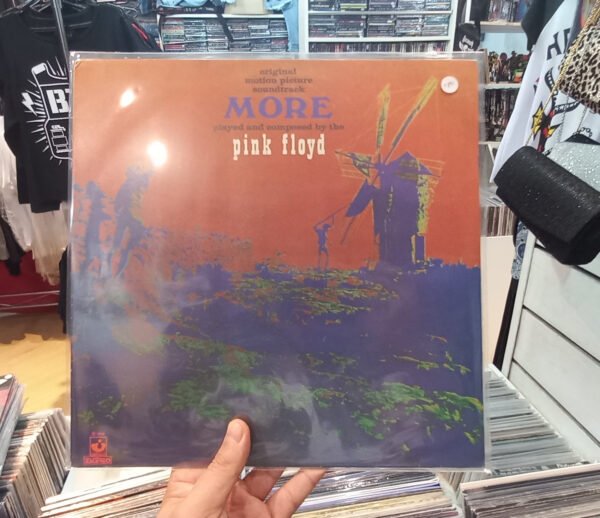 original
motion picture
soundtrack
MORE
played and composed by the
pink floyd